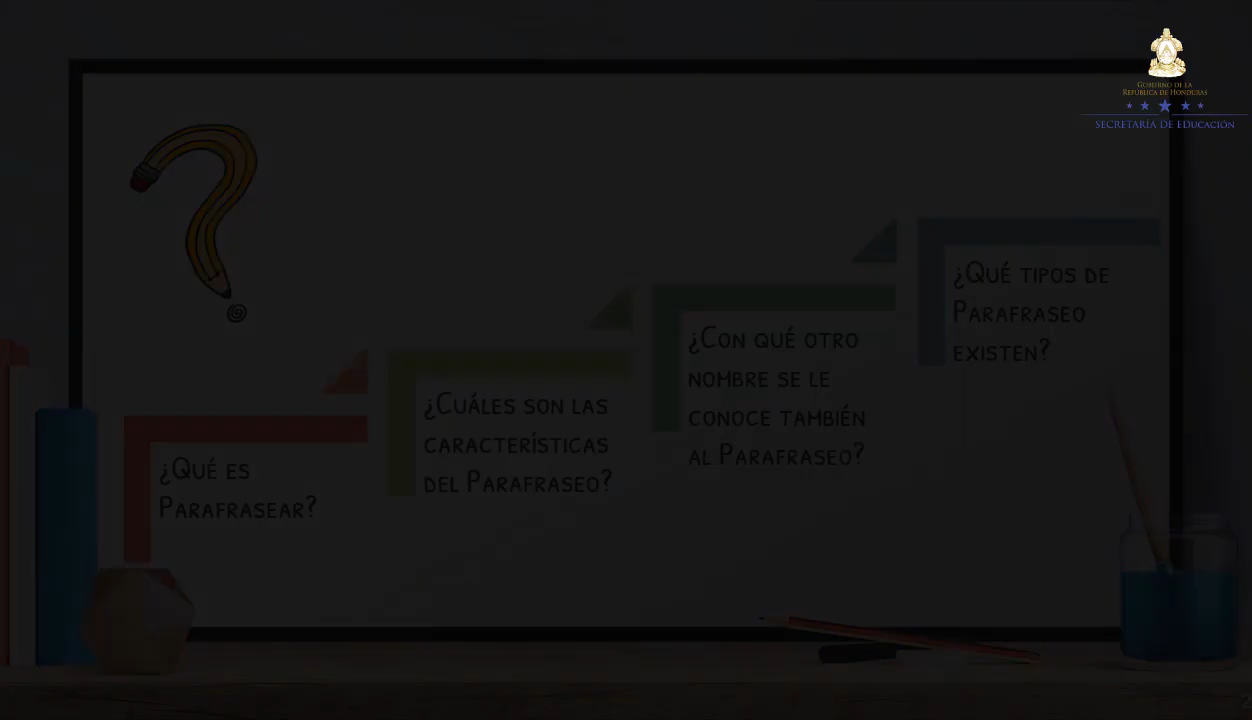 GOBIERNO DE LA
REPÚBLICA DE HONDURAS
SECRETARÍA DE EDUCACIÓN
¿QUÉ ES
PARAFRASEAR?
¿CUÁLES SON LAS
CARACTERÍSTICAS
DEL PARAFRASEO?
¿CON QUÉ OTRO
NOMBRE SE LE
CONOCE TAMBIÉN
AL PARAFRASEO?
¿QUÉ TIPOS DE
PARAFRASEO
EXISTEN?